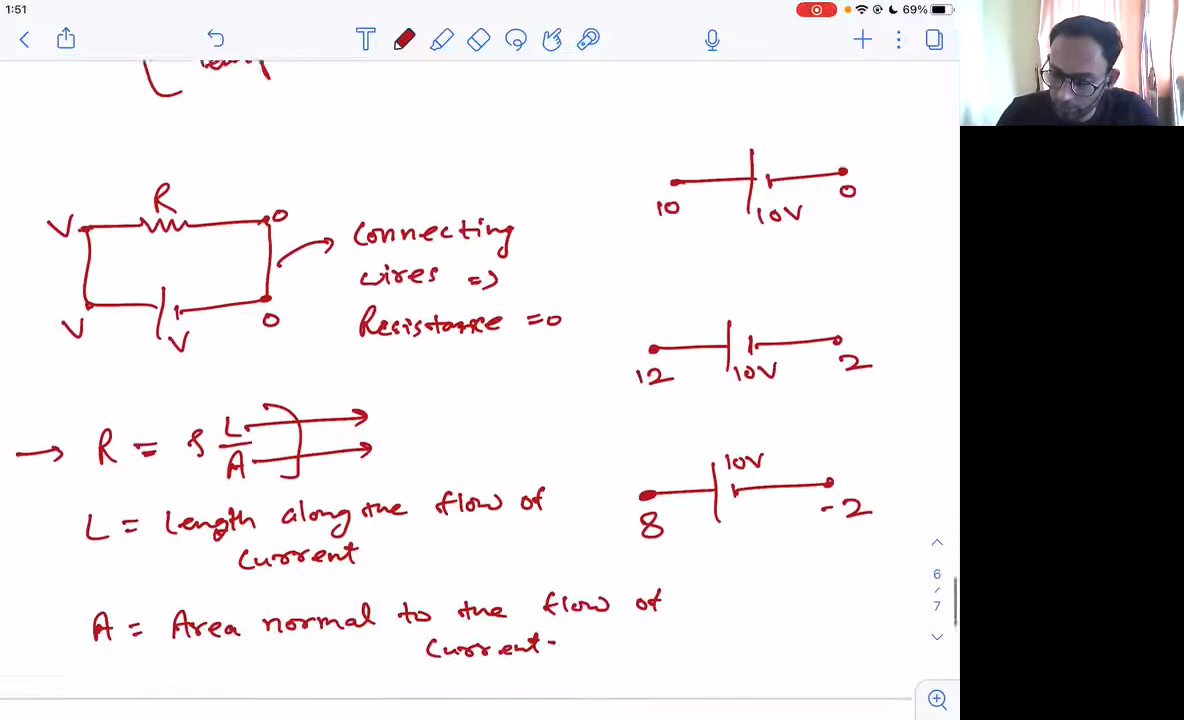 1:51
69%
T
R
V
0
V
0
V
Connecting
wires =>
Resistance = 0
10
10V
0
12
10V
2
10V
8
-2
R = ρ L/A
L = Length along the flow of
current
A = Area normal to the flow of
current.
6
/
7